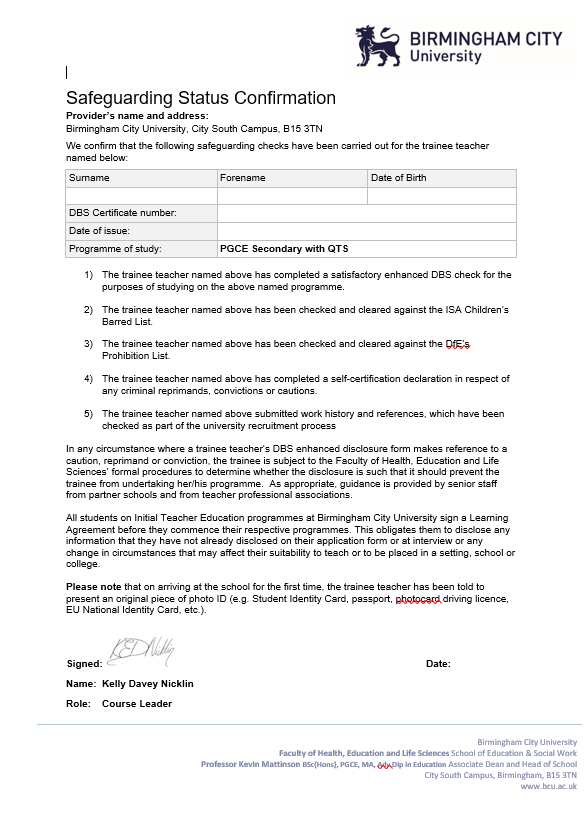 BIRMINGHAM CITY
University
Safeguarding Status Confirmation
Provider's name and address:
Birmingham City University, City South Campus, B15 3TN
We confirm that the following safeguarding checks have been carried out for the trainee teacher
named below:
Surname Forename Date of Birth
DBS Certificate number:
Date of issue:
Programme of study: PGCE Secondary with QTS
1) The trainee teacher named above has completed a satisfactory enhanced DBS check for the
purposes of studying on the above named programme.
2) The trainee teacher named above has been checked and cleared against the ISA Children's
Barred List.
3) The trainee teacher named above has been checked and cleared against the DfE's
Prohibition List.
4) The trainee teacher named above has completed a self-certification declaration in respect of
any criminal reprimands, convictions or cautions.
5) The trainee teacher named above submitted work history and references, which have been
checked as part of the university recruitment process
In any circumstance where a trainee teacher's DBS enhanced disclosure form makes reference to a
caution, reprimand or conviction, the trainee is subject to the Faculty of Health, Education and Life
Sciences' formal procedures to determine whether the disclosure is such that it should prevent the
trainee from undertaking her/his programme. As appropriate, guidance is provided by senior staff
from partner schools and from teacher professional associations.
All students on Initial Teacher Education programmes at Birmingham City University sign a Learning
Agreement before they commence their respective programmes. This obligates them to disclose any
information that they have not already disclosed on their application form or at interview or any
change in circumstances that may affect their suitability to teach or to be placed in a setting, school or
college.
Please note that on arriving at the school for the first time, the trainee teacher has been told to
present an original piece of photo ID (e.g. Student Identity Card, passport, photocard driving licence,
EU National Identity Card, etc.).
Signed: KED Nicklin Date:
Name: Kelly Davey Nicklin
Role: Course Leader
Birmingham City University
Faculty of Health, Education and Life Sciences School of Education & Social Work
Professor Kevin Mattinson BSc(Hons), PGCE, MA, Adv Dip in Education Associate Dean and Head of School
City South Campus, Birmingham, B15 3TN
www.bcu.ac.uk